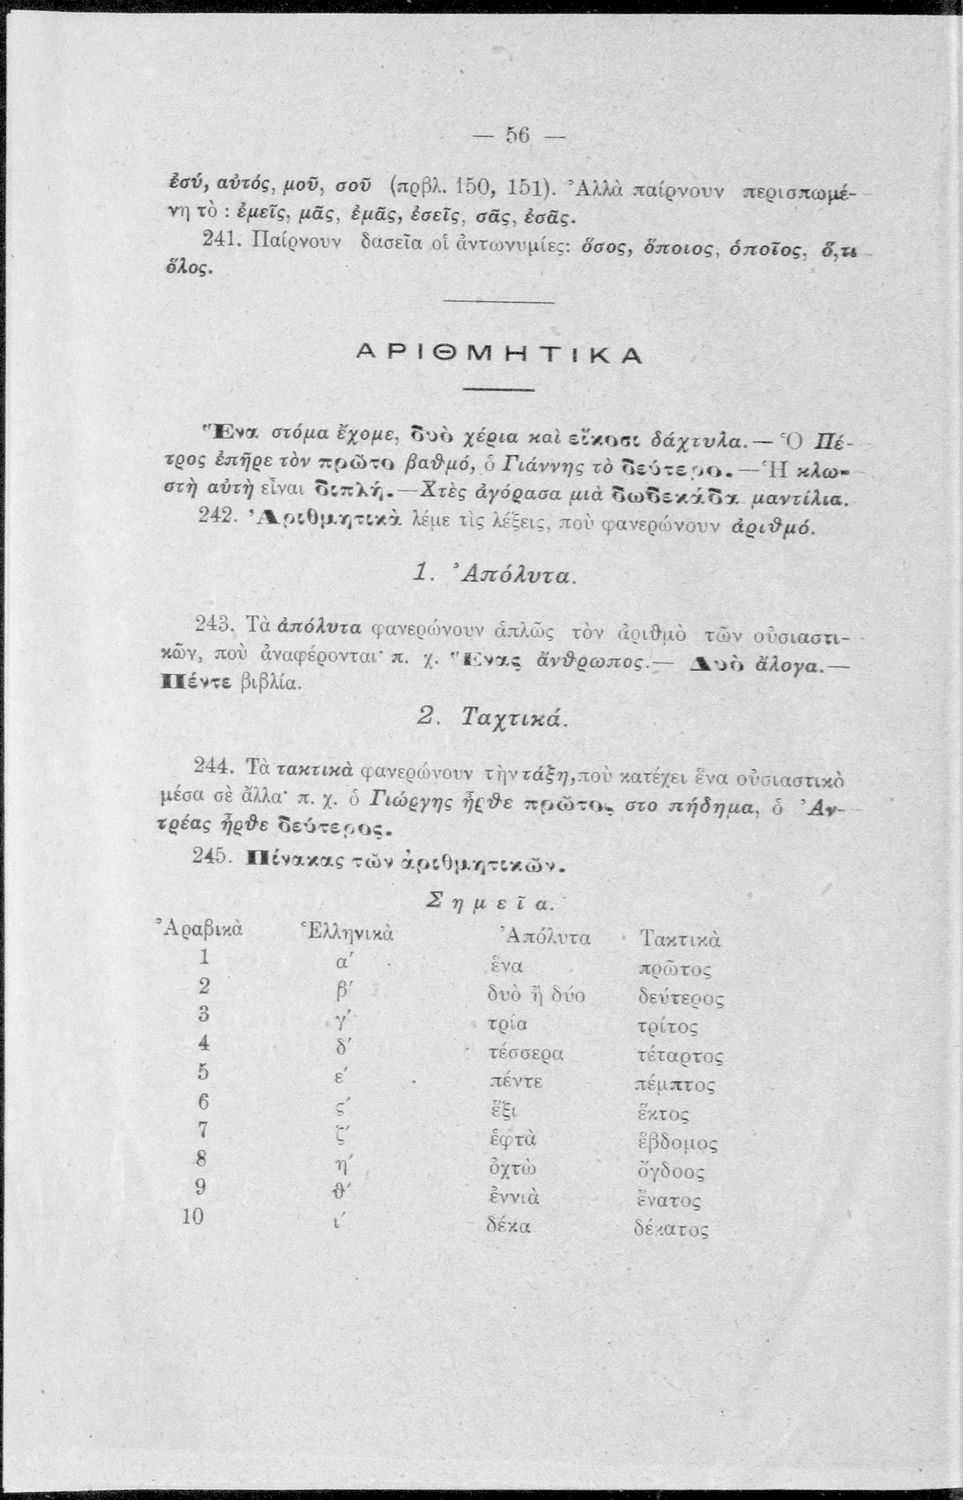 — 56 —
ἐσύ, αὐτός, μοῦ, σοῦ (πρβλ. 150, 151). Ἀλλὰ παίρνουν περισπωμέ-
νη τὸ : ἐμεῖς, μᾶς, ἐμᾶς, ἐσεῖς, σᾶς, ἐσᾶς.
241. Παίρνουν δασεῖα οἱ ἀντωνυμίες: ὅσος, ὅποιος, ὁποῖος, ὅ,τι
ὅλος.
ΑΡΙΘΜΗΤΙΚΑ
Ἕνα στόμα ἔχομε, δυὸ χέρια καὶ εἴκοσι δάχτυλα. — Ὁ Πέ-
τρος ἐπῆρε τὸν πρῶτο βαθμό, ὁ Γιάννης τὸ δεύτερο. — Ἡ κλω-
στὴ αὐτὴ εἶναι διπλή. — Χτὲς ἀγόρασα μιὰ δωδεκάδα μαντίλια.
242. Ἀριθμητικὰ λέμε τὶς λέξεις, ποὺ φανερώνουν ἀριθμό.
1. Ἀπόλυτα.
243. Τὰ ἀπόλυτα φανερώνουν ἁπλῶς τὸν ἀριθμὸ τῶν οὐσιαστι-
κῶν, ποὺ ἀναφέρονται· π. χ. Ἕνας ἄνθρωπος. — Δυὸ ἄλογα. —
Πέντε βιβλία.
2. Ταχτικά.
244. Τὰ τακτικὰ φανερώνουν τὴν τάξη, ποὺ κατέχει ἕνα οὐσιαστικὸ
μέσα σὲ ἄλλα· π. χ. ὁ Γιώργης ἦρθε πρῶτος στο πήδημα, ὁ Ἀν-
τρέας ἦρθε δεύτερος.
245. Πίνακας τῶν ἀριθμητικῶν.
Σημεῖα.
Ἀραβικὰ Ἑλληνικὰ Ἀπόλυτα Τακτικὰ
1 α΄ ἕνα πρῶτος
2 β΄ δυὸ ἢ δύο δεύτερος
3 γ΄ τρία τρίτος
4 δ΄ τέσσερα τέταρτος
5 ε΄ πέντε πέμπτος
6 ς΄ ἕξι ἕκτος
7 ζ΄ ἑφτὰ ἕβδομος
8 η΄ ὀχτὼ ὄγδοος
9 θ΄ ἐννιὰ ἔνατος
10 ι΄ δέκα δέκατος